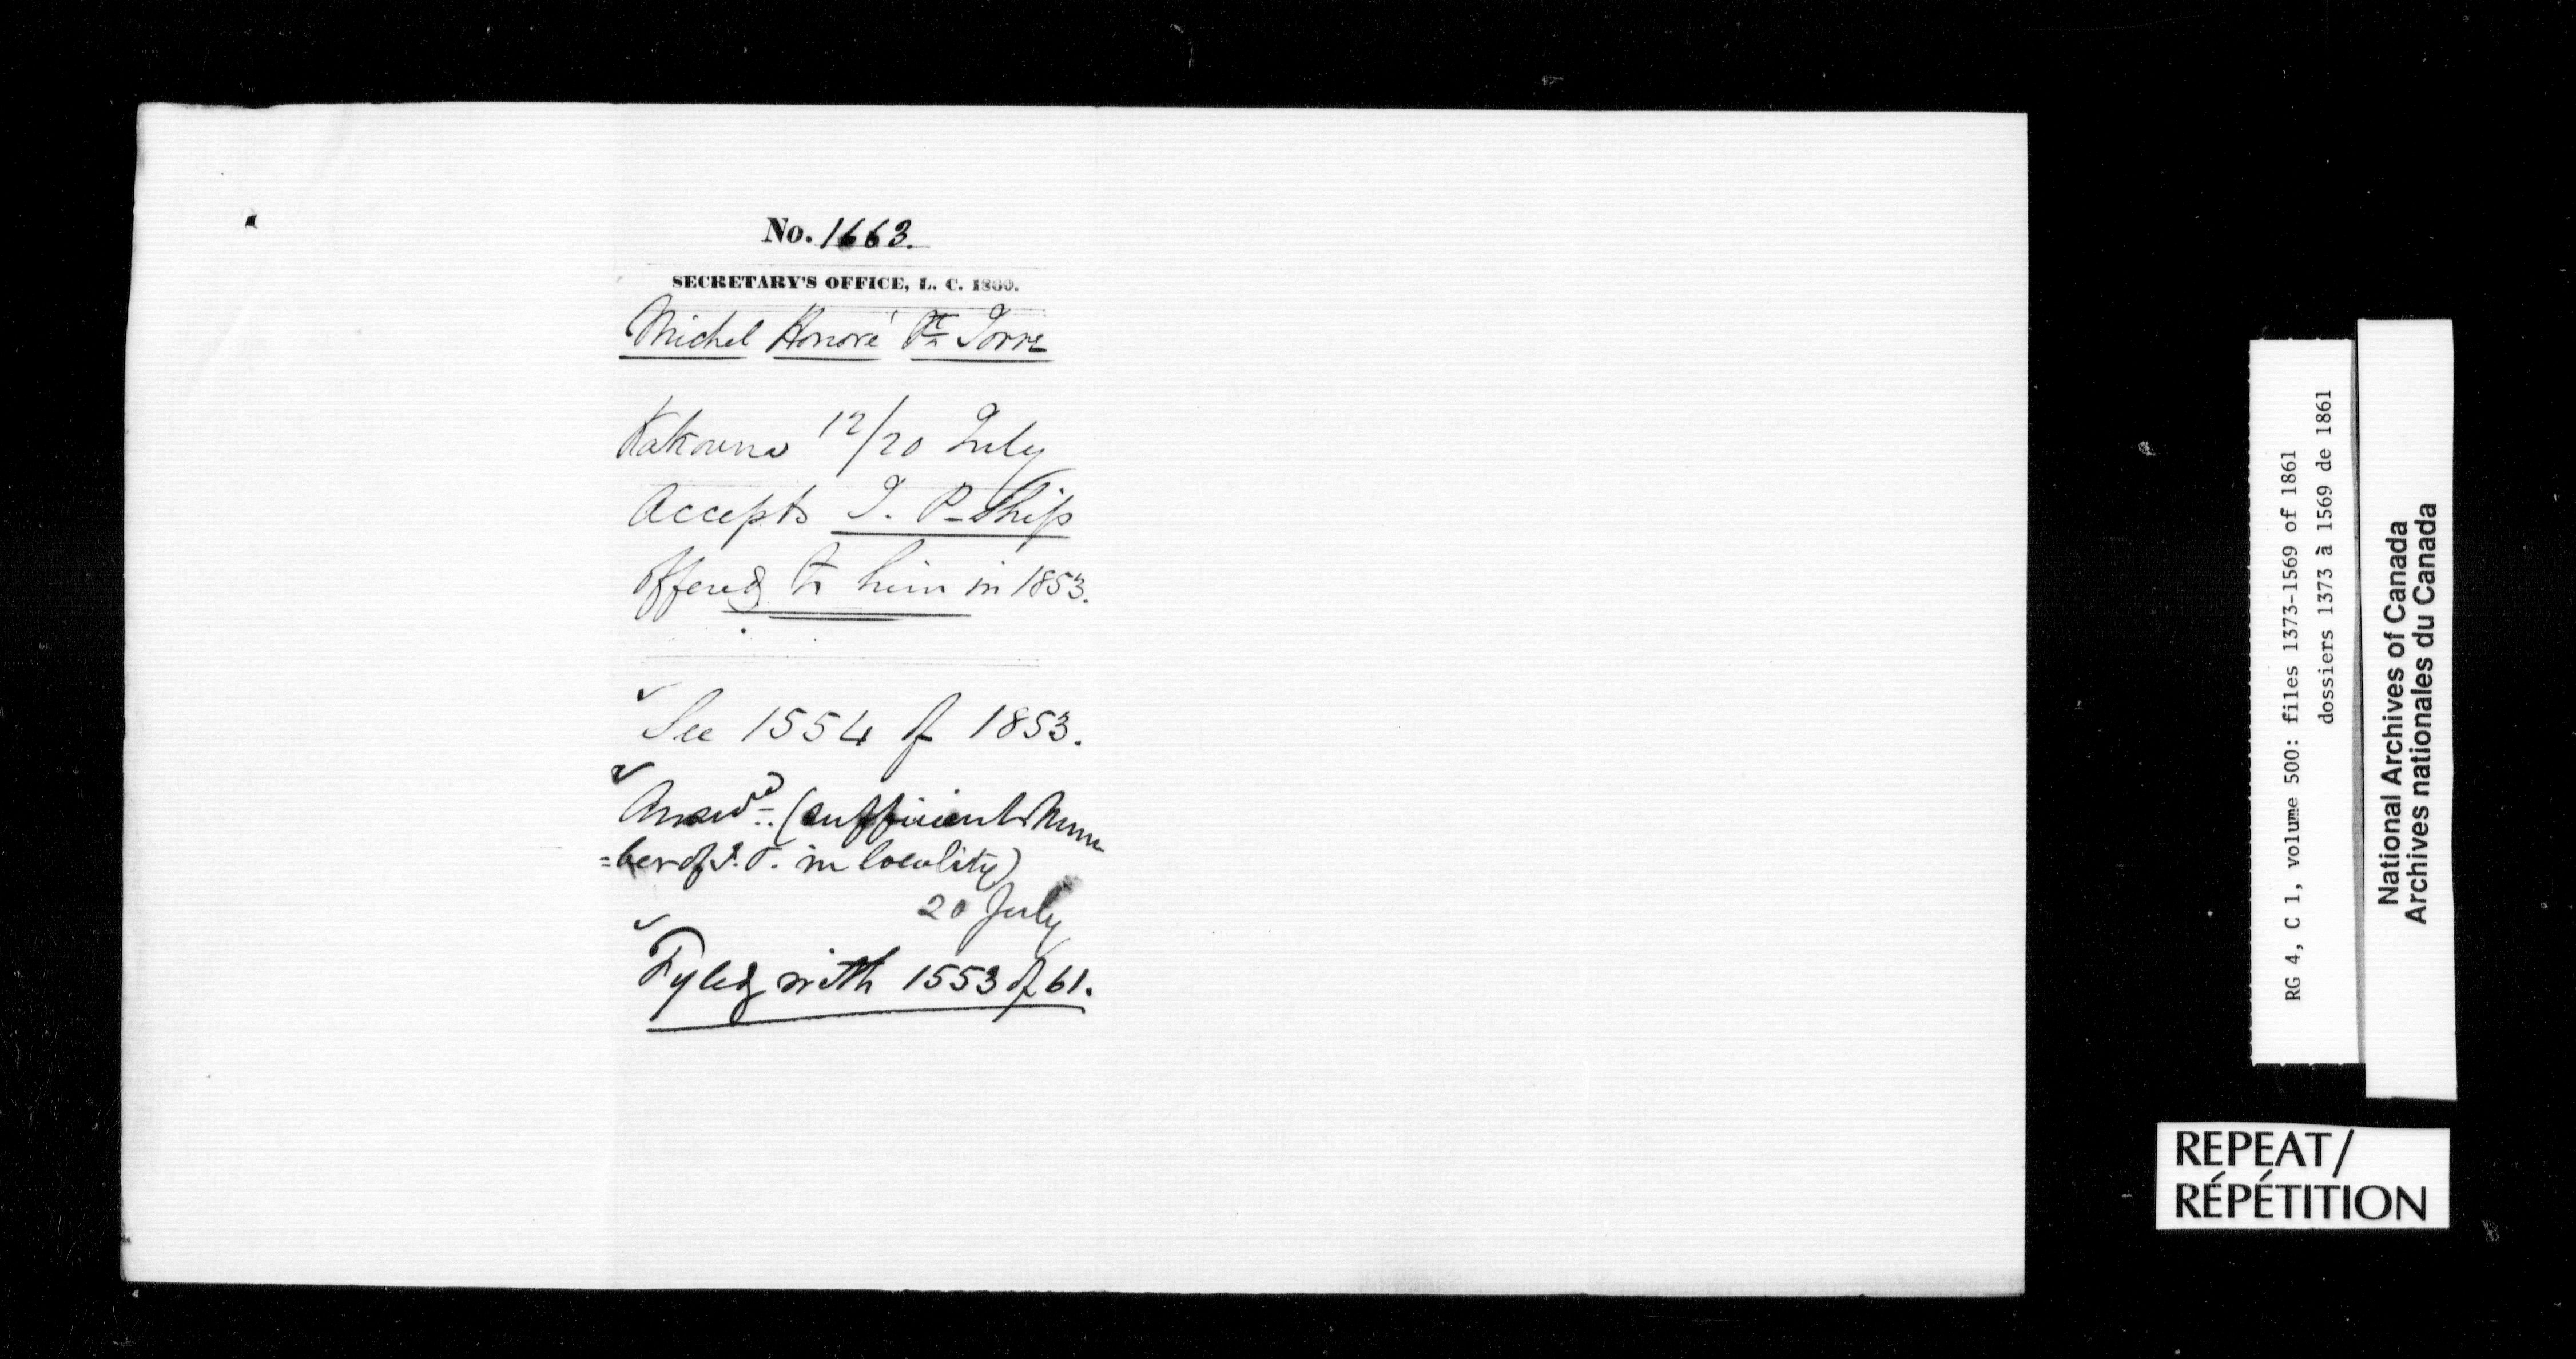 No. 1663.
SECRETARY'S OFFICE, L. C. 1860.
Michel Honoré
Kakouna 12/20 July
Accepts J. P-Ship
offered to him in 1853.
See 1554 of 1853.
Answd. (sufficient Num
=ber of J.P. in locality)
20 July
Fyled with 1553 of 61.
RG 4, C 1, volume 500: files 1373-1569 of 1861
dossiers 1373 à 1569 de 1861
National Archives of Canada
Archives nationales du Canada
REPEAT/
RÉPÉTITION